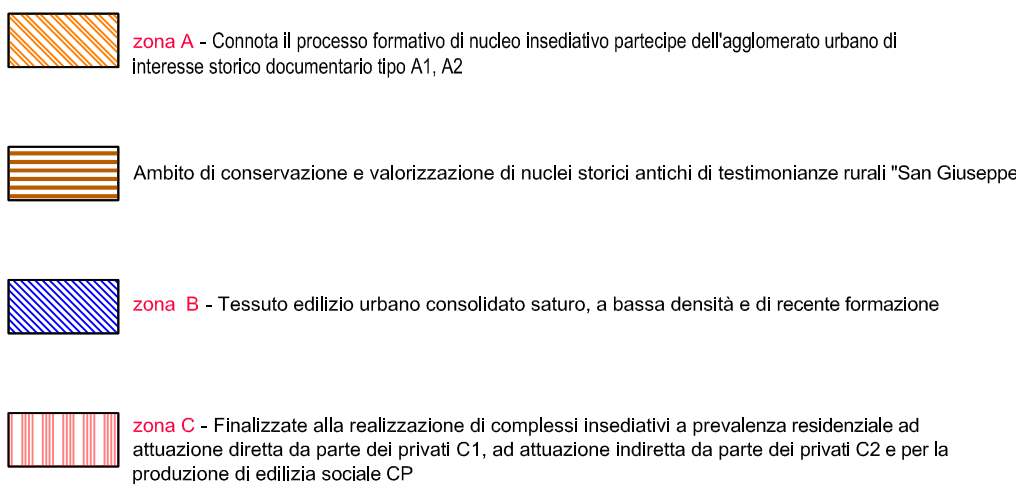 zona A - Connota il processo formativo di nucleo insediativo partecipe dell'agglomerato urbano di
interesse storico documentario tipo A1, A2
Ambito di conservazione e valorizzazione di nuclei storici antichi di testimonianze rurali "San Giuseppe
zona B - Tessuto edilizio urbano consolidato saturo, a bassa densità e di recente formazione
zona C - Finalizzate alla realizzazione di complessi insediativi a prevalenza residenziale ad
attuazione diretta da parte dei privati C1, ad attuazione indiretta da parte dei privati C2 e per la
produzione di edilizia sociale CP